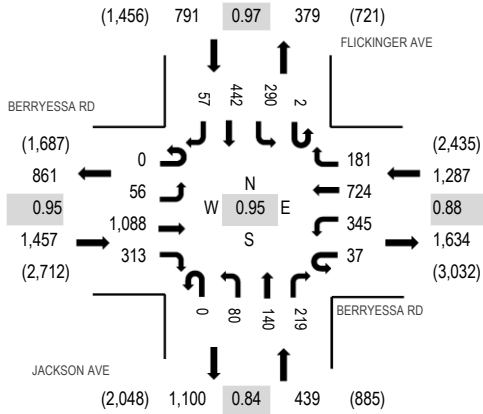 (1,456) 791 0.97 379 (721)
FLICKINGER AVE
57 442 290 2
BERRYESSA RD
(1,687) 0 181 (2,435)
861 56 N 724 1,287
0.95 1,088 W 0.95 E 345 0.88
1,457 313 S 37 1,634
(2,712) (3,032)
0 80 140 219
BERRYESSA RD
JACKSON AVE
(2,048) 1,100 0.84 439 (885)